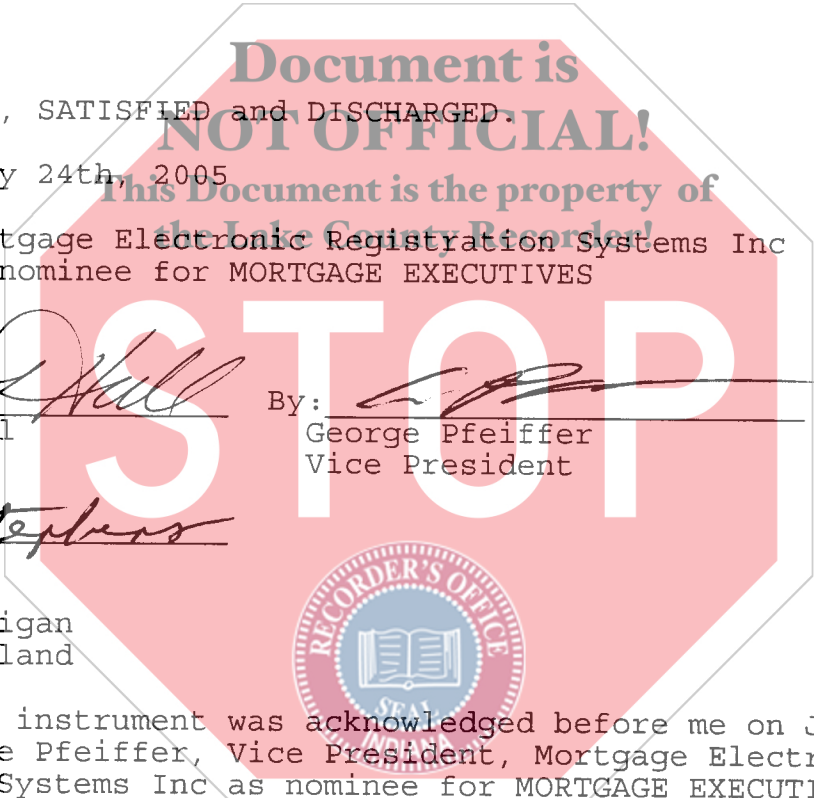 Document is
NOT OFFICIAL!
This Document is the property of
the Lake County Recorder!
, SATISFIED and DISCHARGED.
y 24th, 2005
tgage Electronic Registration Systems Inc
nominee for MORTGAGE EXECUTIVES
STOP
Hull
By:
l
George Pfeiffer
Vice President
tephens
RECORDER'S OFFICE
SEAL
INDIANA
igan
land
instrument was acknowledged before me on J
e Pfeiffer, Vice President, Mortgage Electr
Systems Inc as nominee for MORTGAGE EXECUTI